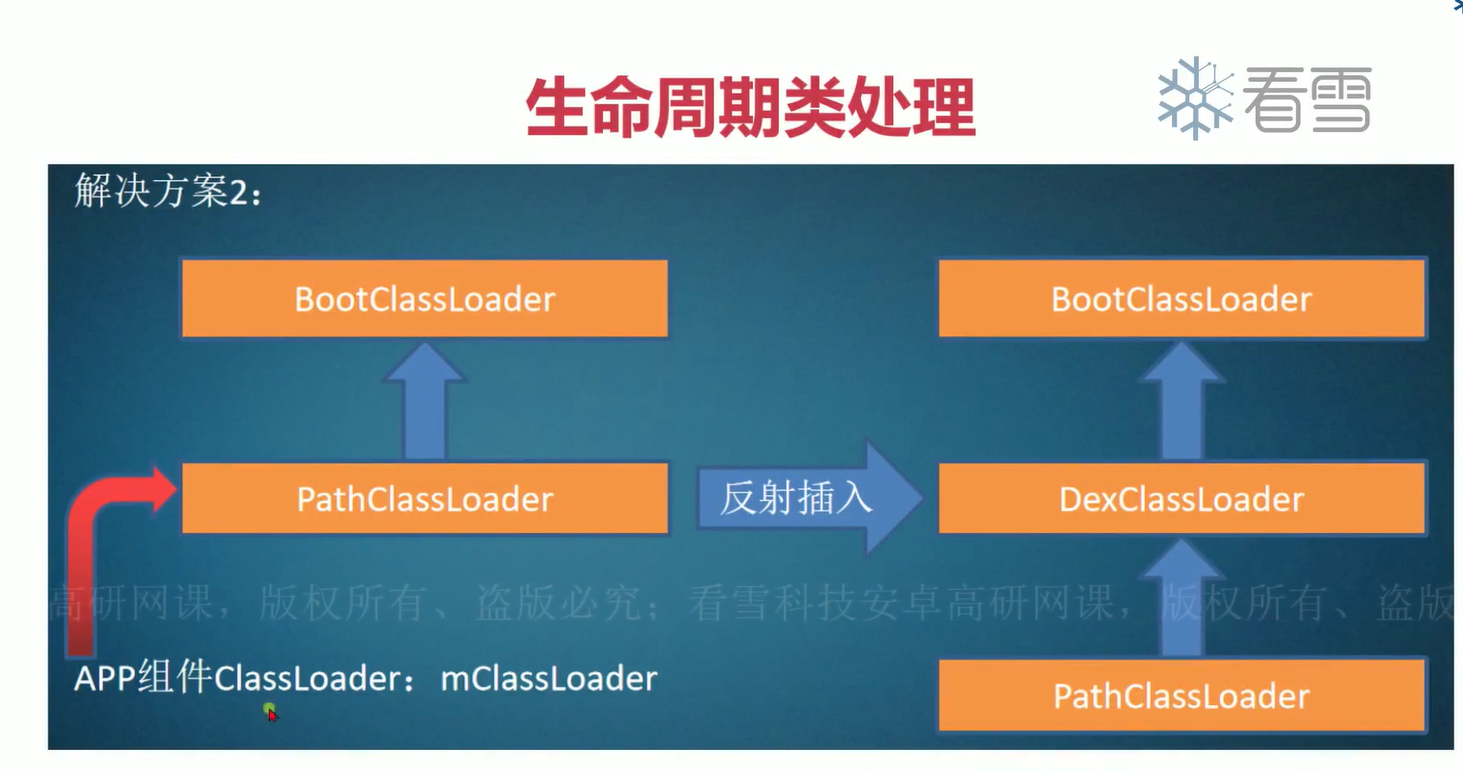 生命周期类处理
看雪
解决方案2：
BootClassLoader
BootClassLoader
PathClassLoader
反射插入
DexClassLoader
高研网课，版权所有、盗版必究；看雪科技安卓高研网课，版权所有、盗版
APP组件ClassLoader：mClassLoader
PathClassLoader